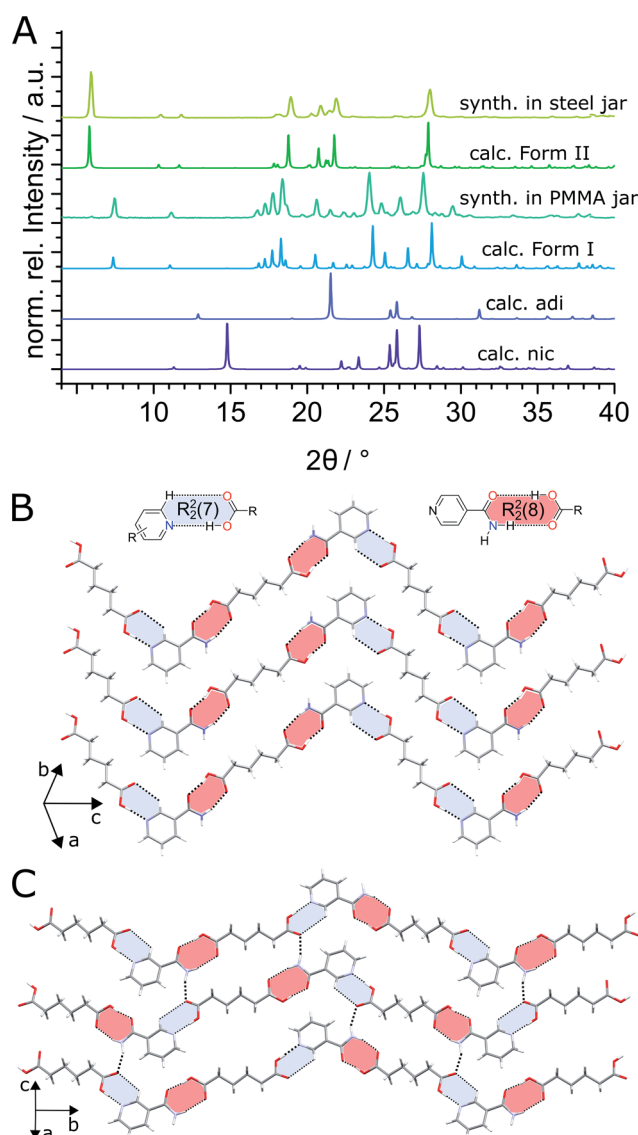 A
norm. rel. Intensity / a.u.
synth. in steel jar
calc. Form II
synth. in PMMA jar
calc. Form I
calc. adi
calc. nic
10 15 20 25 30 35 40
2θ / °
B
H O
R²₂(7) R
N H O
R
O H O
N R²₂(8) R
N H O
H
b
c
a
C
c
b
a